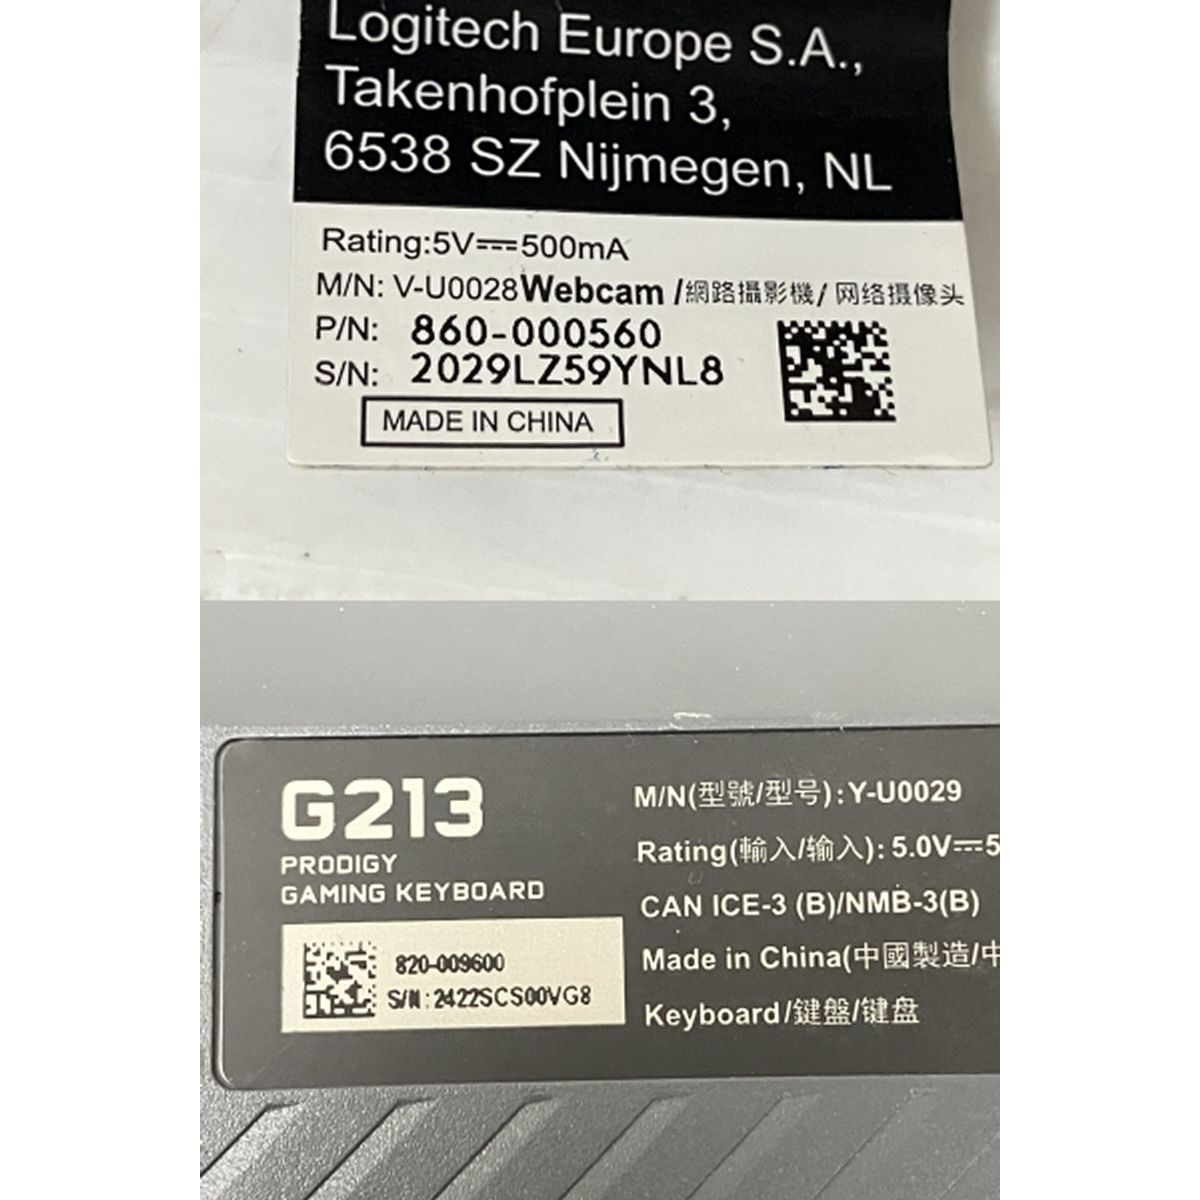 Logitech Europe S.A.,
Takenhofplein 3,
6538 SZ Nijmegen, NL
Rating:5V⎓500mA
M/N: V-U0028Webcam /網路攝影機/ 网络摄像头
P/N: 860-000560
S/N: 2029LZ59YNL8
MADE IN CHINA
G213
PRODIGY
GAMING KEYBOARD
820-009600
S/N:2422SCS00VG8
M/N(型號/型号):Y-U0029
Rating(輸入/输入): 5.0V⎓5
CAN ICE-3 (B)/NMB-3(B)
Made in China(中國製造/中
Keyboard/鍵盤/键盘